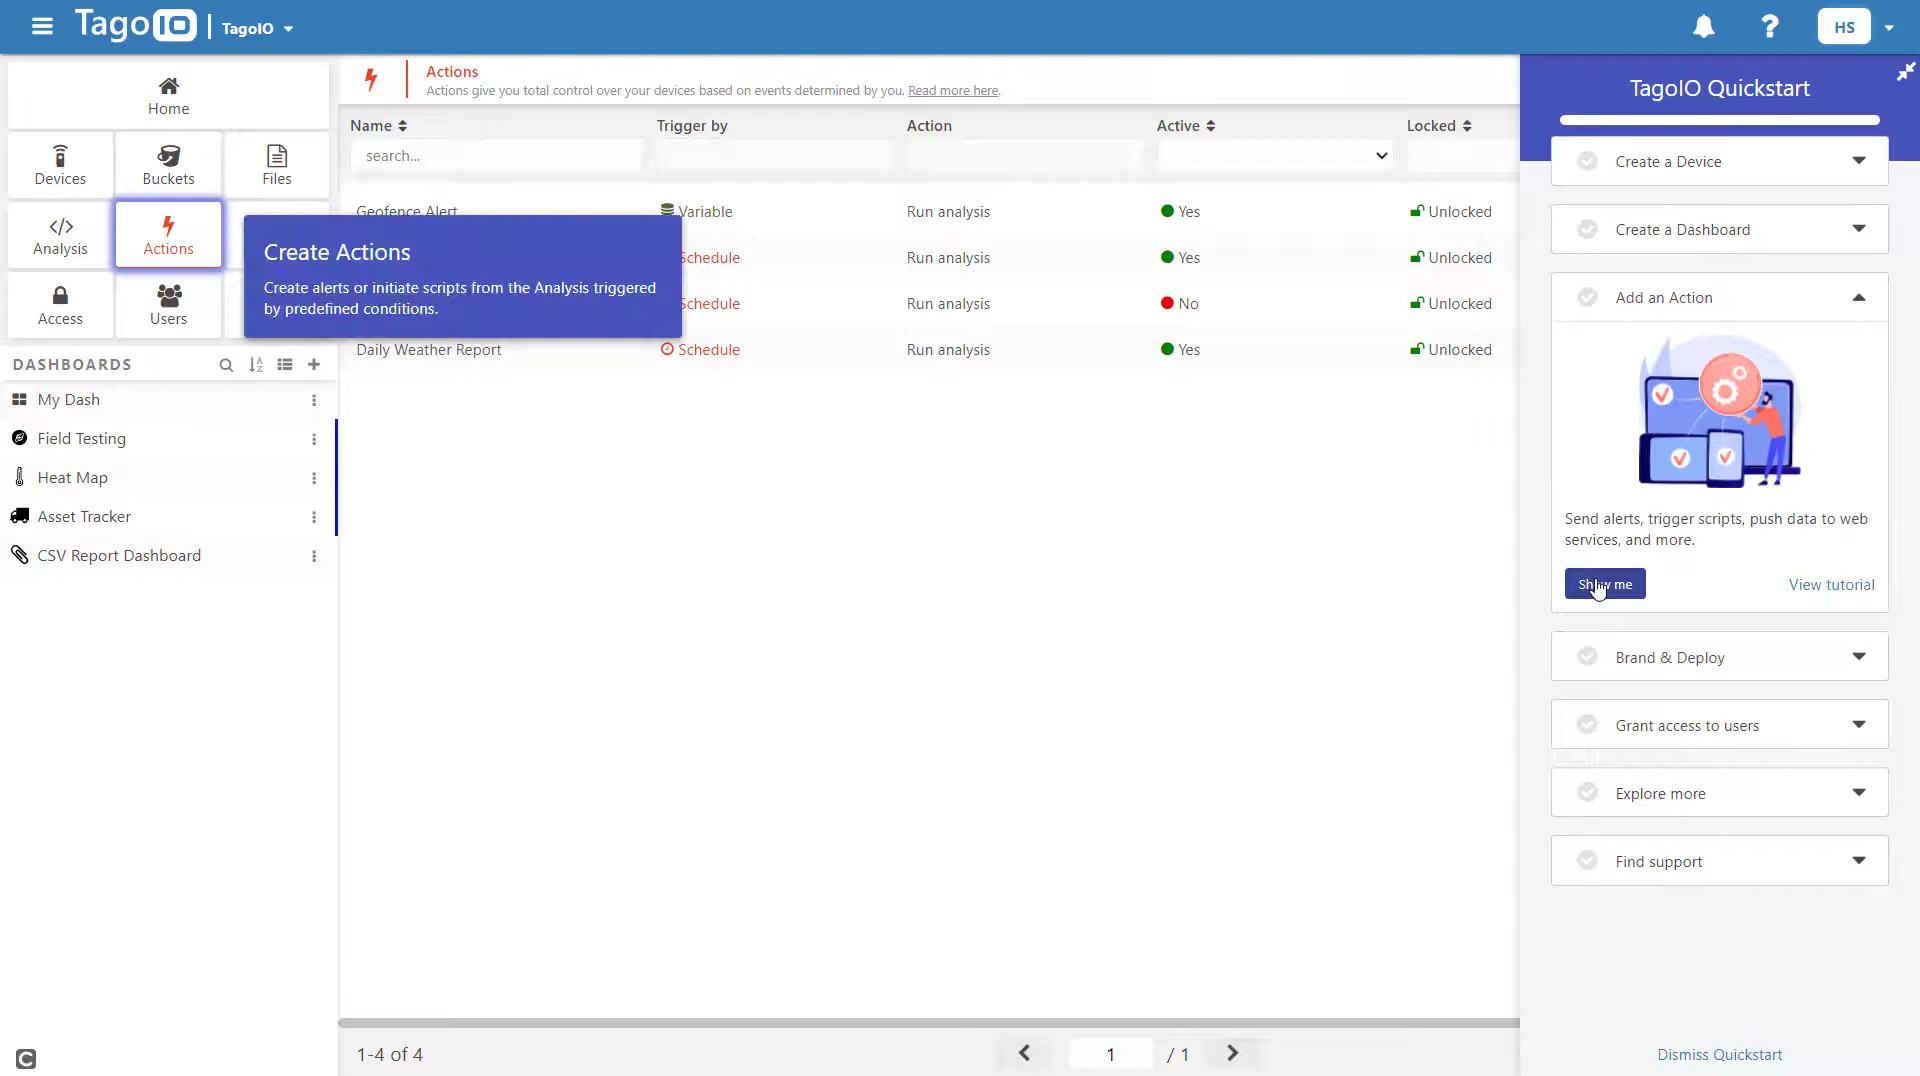 TagoIO | TagoIO
HS
Home
Devices Buckets Files
Analysis Actions
Access Users
DASHBOARDS
My Dash
Field Testing
Heat Map
Asset Tracker
CSV Report Dashboard
Actions
Actions give you total control over your devices based on events determined by you. Read more here.
Name Trigger by Action Active Locked
search...
Geofence Alert Variable Run analysis Yes Unlocked
Schedule Run analysis Yes Unlocked
Schedule Run analysis No Unlocked
Daily Weather Report Schedule Run analysis Yes Unlocked
Create Actions
Create alerts or initiate scripts from the Analysis triggered
by predefined conditions.
1-4 of 4
1 / 1
TagoIO Quickstart
Create a Device
Create a Dashboard
Add an Action
Send alerts, trigger scripts, push data to web
services, and more.
Show me View tutorial
Brand & Deploy
Grant access to users
Explore more
Find support
Dismiss Quickstart